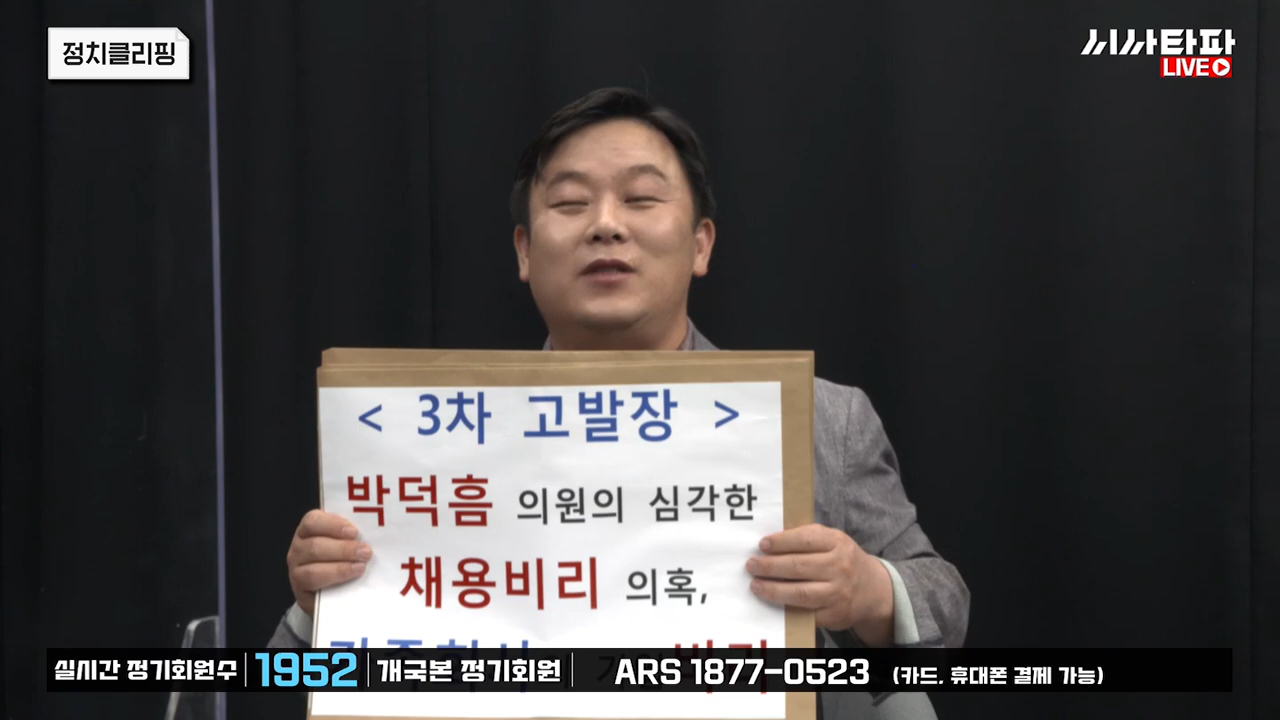 정치클리핑
씨싸타파
LIVE
< 3차 고발장 >
박덕흠 의원의 심각한
채용비리 의혹,
실시간 정기회원수 1952 개국본 정기회원 ARS 1877-0523 (카드, 휴대폰 결제 가능)